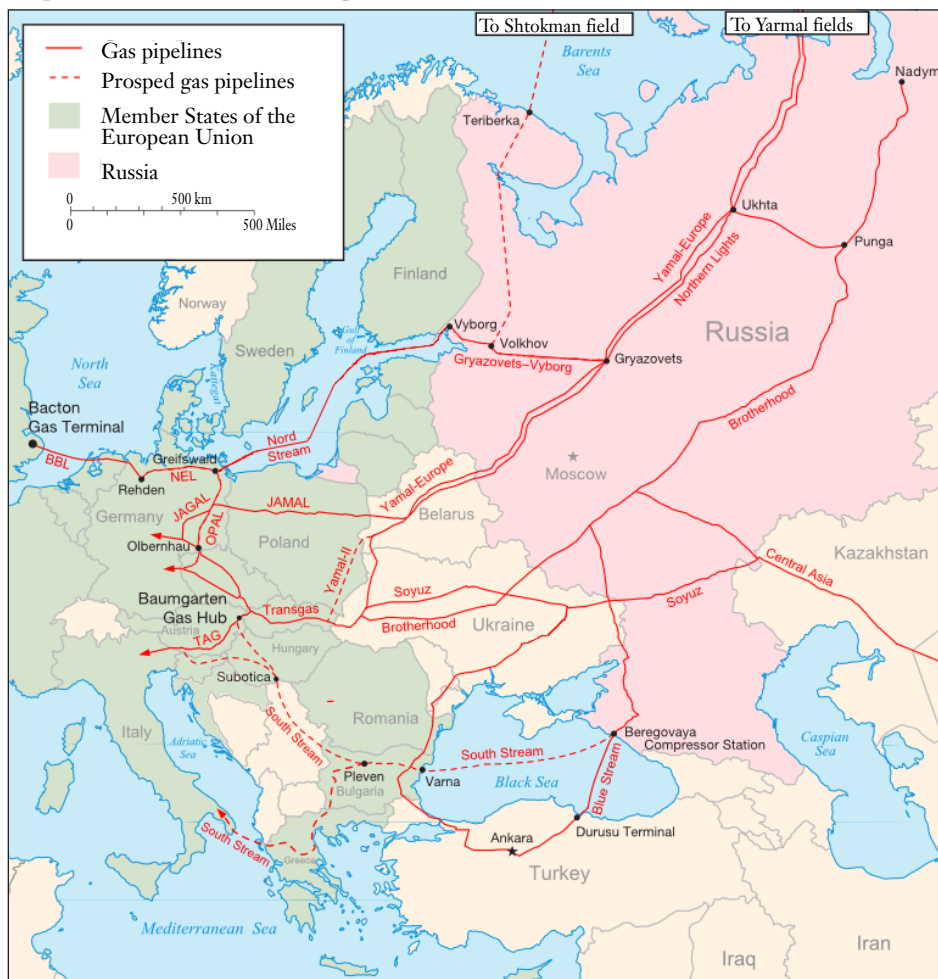 To Shtokman field
To Yarmal fields
Gas pipelines
Prosped gas pipelines
Member States of the
European Union
Russia
0
500 km
0
500 Miles
Barents
Sea
Nadym
Teriberka
Ukhta
Punga
Yamal-Europe
Northern Lights
Finland
Norway
Sweden
Gulf
of
Finland
Vyborg
Volkhov
Gryazovets–Vyborg
Gryazovets
Russia
North
Sea
Kattegat
Bacton
Gas Terminal
BBL
Rehden
NEL
Greifswald
Nord
Stream
Brotherhood
Moscow
Germany
JAGAL
OPAL
JAMAL
Yamal-Europe
Belarus
Poland
Olbernhau
Yamal-II
Kazakhstan
Central Asia
Baumgarten
Gas Hub
Transgas
Soyuz
Brotherhood
Ukraine
Soyuz
Austria
TAG
Hungary
Subotica
Romania
South Stream
Italy
Adriatic
Sea
Pleven
Bulgaria
Varna
South Stream
Black Sea
Beregovaya
Compressor Station
Blue Stream
Caspian
Sea
South Stream
Greece
Ankara
Durusu Terminal
Turkey
Mediterranean Sea
Iraq
Iran